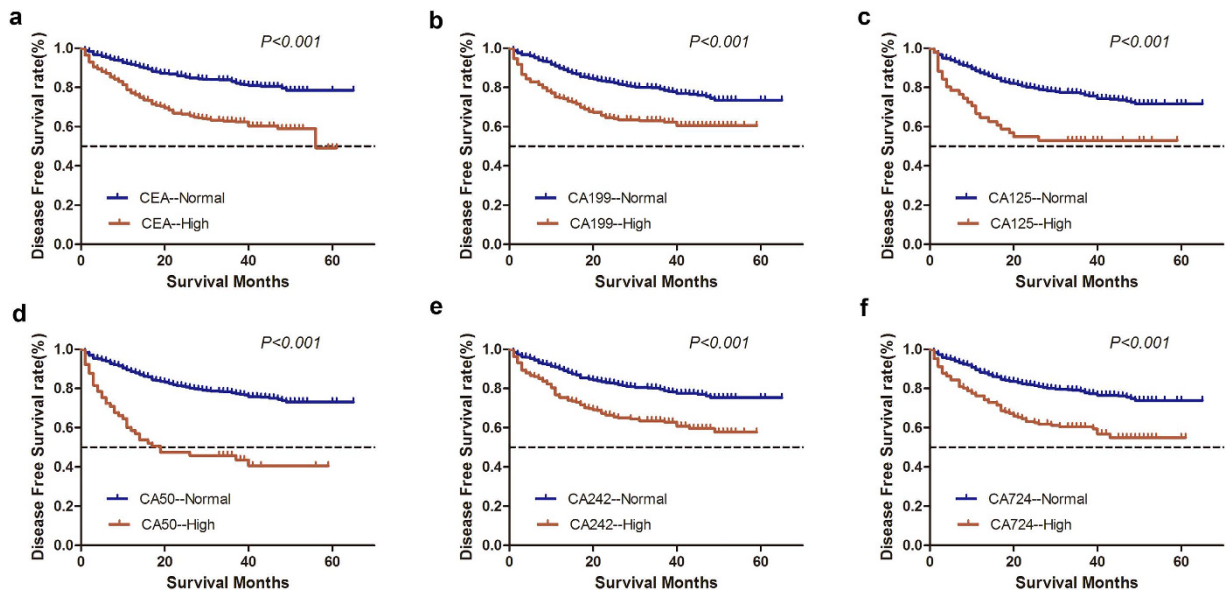 a
P<0.001
Disease Free Survival rate(%)
1.0
0.8
0.6
0.4
0.2
0.0
CEA--Normal
CEA--High
0 20 40 60
Survival Months
b
P<0.001
Disease Free Survival rate(%)
1.0
0.8
0.6
0.4
0.2
0.0
CA199--Normal
CA199--High
0 20 40 60
Survival Months
c
P<0.001
Disease Free Survival rate(%)
1.0
0.8
0.6
0.4
0.2
0.0
CA125--Normal
CA125--High
0 20 40 60
Survival Months
d
P<0.001
Disease Free Survival rate(%)
1.0
0.8
0.6
0.4
0.2
0.0
CA50--Normal
CA50--High
0 20 40 60
Survival Months
e
P<0.001
Disease Free Survival rate(%)
1.0
0.8
0.6
0.4
0.2
0.0
CA242--Normal
CA242--High
0 20 40 60
Survival Months
f
P<0.001
Disease Free Survival rate(%)
1.0
0.8
0.6
0.4
0.2
0.0
CA724--Normal
CA724--High
0 20 40 60
Survival Months